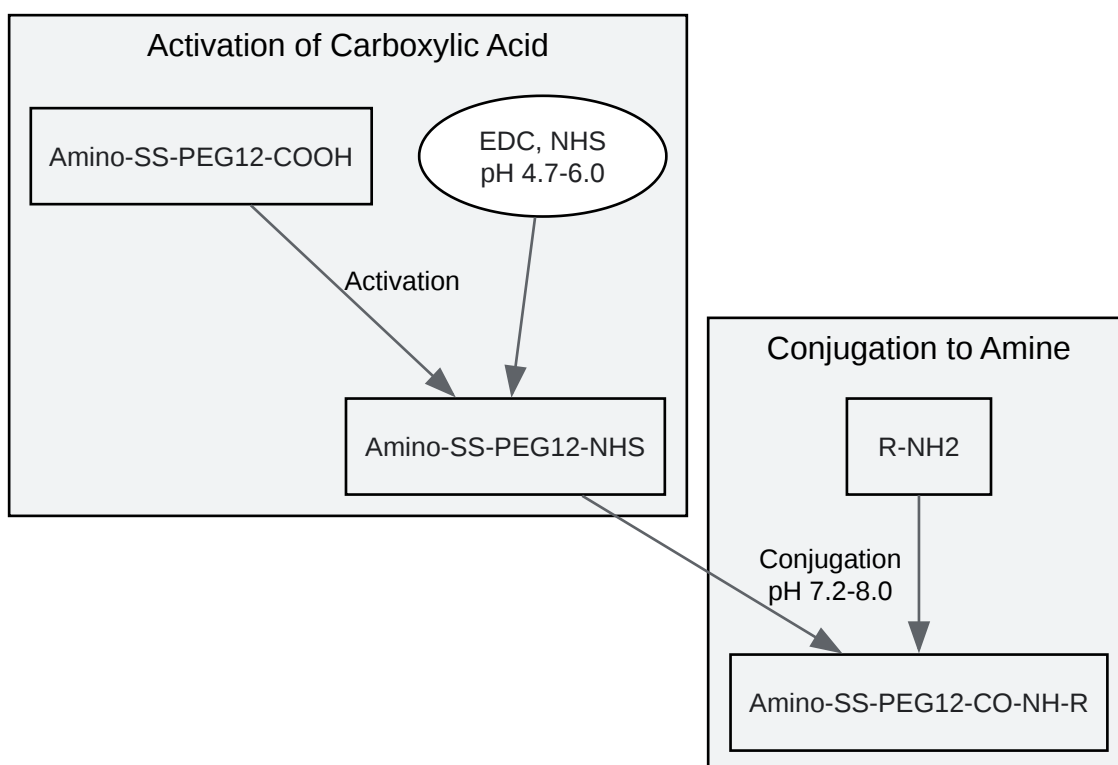 Activation of Carboxylic Acid
Amino-SS-PEG12-COOH
EDC, NHS
pH 4.7-6.0
Activation
Amino-SS-PEG12-NHS
Conjugation to Amine
R-NH2
Conjugation
pH 7.2-8.0
Amino-SS-PEG12-CO-NH-R